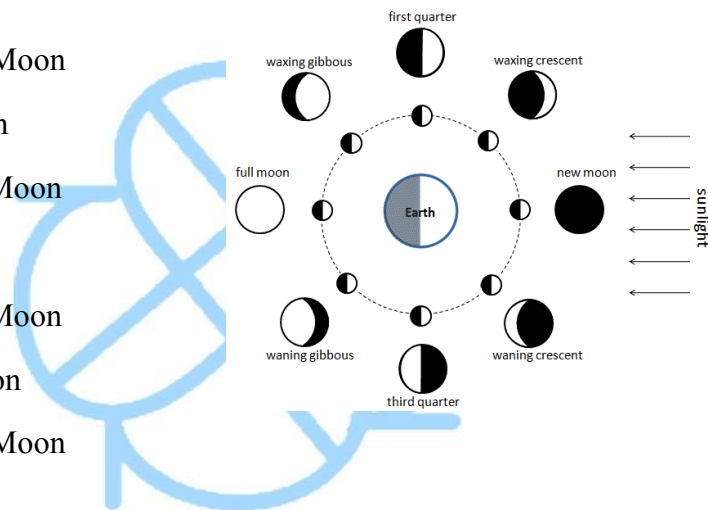 first quarter
Moon
waxing gibbous
waxing crescent
n
full moon
new moon
Moon
Earth
sunlight
Moon
waning gibbous
waning crescent
on
third quarter
Moon